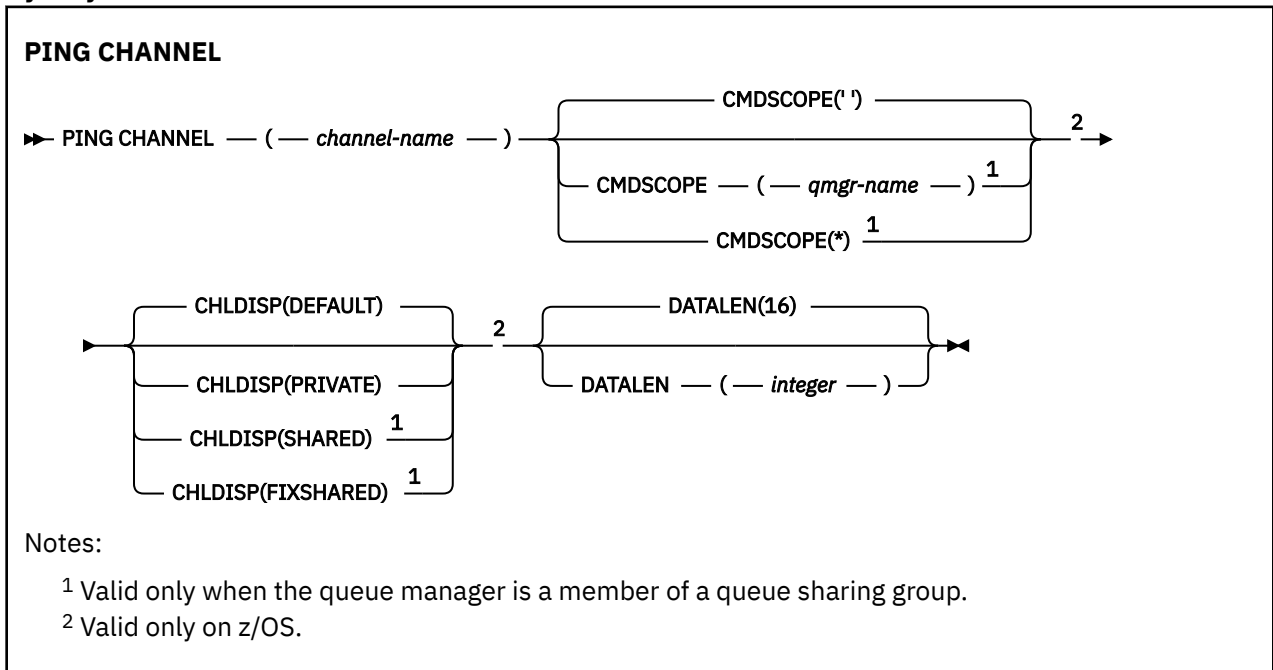 PING CHANNEL
CMDSCOPE(' ')
PING CHANNEL ( channel-name ) 2
CMDSCOPE ( qmgr-name ) 1
CMDSCOPE(*) 1
CHLDISP(DEFAULT) DATALEN(16)
2
CHLDISP(PRIVATE) DATALEN ( integer )
CHLDISP(SHARED) 1
CHLDISP(FIXSHARED) 1
Notes:
1 Valid only when the queue manager is a member of a queue sharing group.
2 Valid only on z/OS.